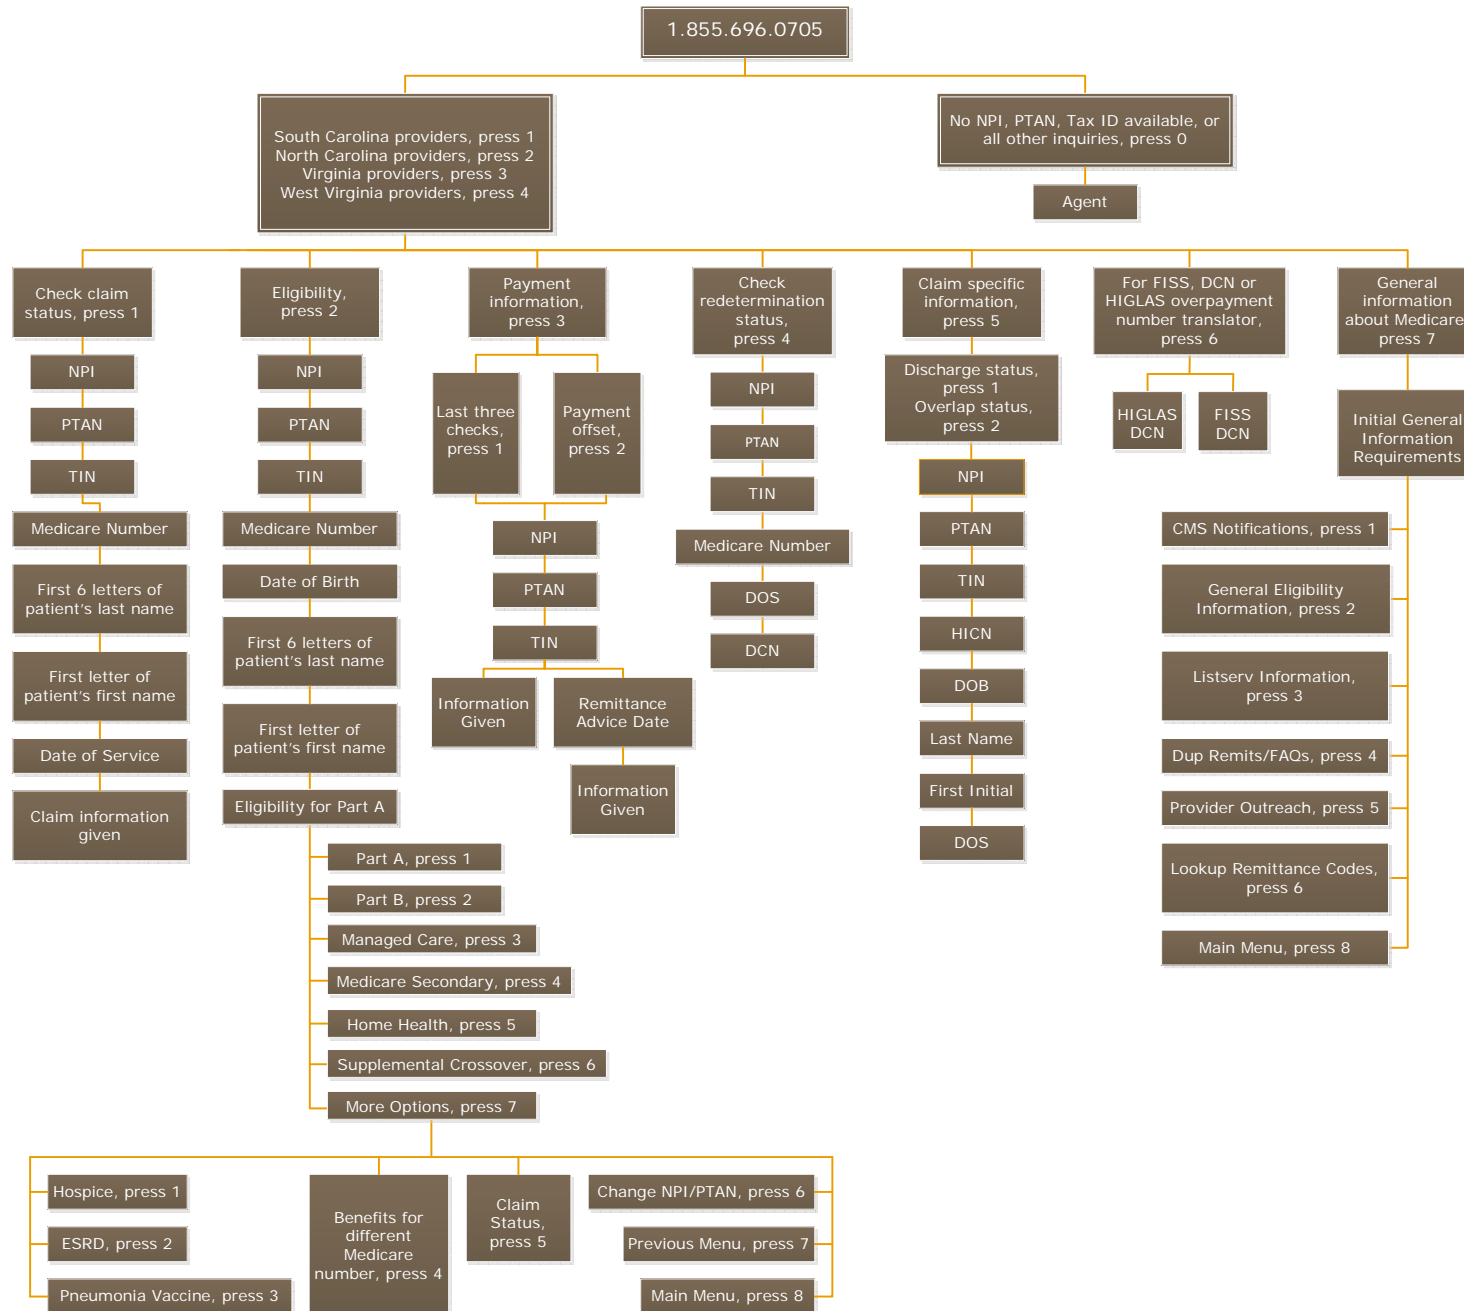 1.855.696.0705
South Carolina providers, press 1
North Carolina providers, press 2
Virginia providers, press 3
West Virginia providers, press 4
No NPI, PTAN, Tax ID available, or
all other inquiries, press 0
Agent
Check claim
status, press 1
NPI
PTAN
TIN
Medicare Number
First 6 letters of
patient's last name
First letter of
patient's first name
Date of Service
Claim information
given
Eligibility,
press 2
NPI
PTAN
TIN
Medicare Number
Date of Birth
First 6 letters of
patient's last name
First letter of
patient's first name
Eligibility for Part A
Part A, press 1
Part B, press 2
Managed Care, press 3
Medicare Secondary, press 4
Home Health, press 5
Supplemental Crossover, press 6
More Options, press 7
Hospice, press 1
ESRD, press 2
Pneumonia Vaccine, press 3
Benefits for
different
Medicare
number, press 4
Claim
Status,
press 5
Change NPI/PTAN, press 6
Previous Menu, press 7
Main Menu, press 8
Payment
information,
press 3
Last three
checks,
press 1
Payment
offset,
press 2
NPI
PTAN
TIN
Information
Given
Remittance
Advice Date
Information
Given
Check
redetermination
status,
press 4
NPI
PTAN
TIN
Medicare Number
DOS
DCN
Claim specific
information,
press 5
Discharge status,
press 1
Overlap status,
press 2
NPI
PTAN
TIN
HICN
DOB
Last Name
First Initial
DOS
For FISS, DCN or
HIGLAS overpayment
number translator,
press 6
HIGLAS
DCN
FISS
DCN
General
information
about Medicare,
press 7
Initial General
Information
Requirements
CMS Notifications, press 1
General Eligibility
Information, press 2
Listserv Information,
press 3
Dup Remits/FAQs, press 4
Provider Outreach, press 5
Lookup Remittance Codes,
press 6
Main Menu, press 8